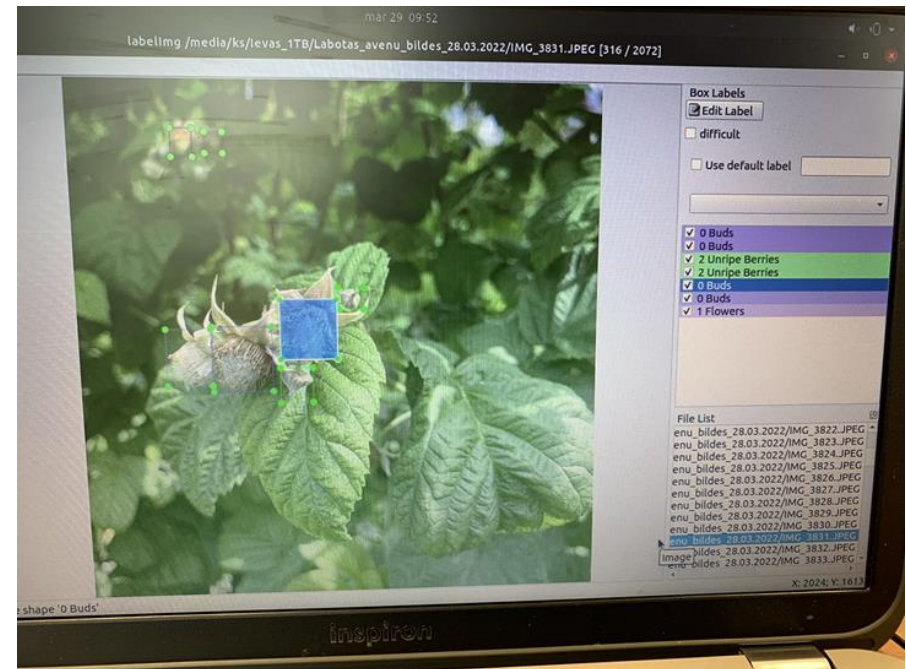 mar 29 09:52
labelImg /media/ks/Ievas_1TB/Labotas_avenu_bildes_28.03.2022/IMG_3831.JPEG [316 / 2072]
Box Labels
Edit Label
difficult
Use default label
0 Buds
0 Buds
2 Unripe Berries
2 Unripe Berries
0 Buds
0 Buds
1 Flowers
File List
enu_bildes_28.03.2022/IMG_3822.JPEG
enu_bildes_28.03.2022/IMG_3823.JPEG
enu_bildes_28.03.2022/IMG_3824.JPEG
enu_bildes_28.03.2022/IMG_3825.JPEG
enu_bildes_28.03.2022/IMG_3826.JPEG
enu_bildes_28.03.2022/IMG_3827.JPEG
enu_bildes_28.03.2022/IMG_3828.JPEG
enu_bildes_28.03.2022/IMG_3829.JPEG
enu_bildes_28.03.2022/IMG_3830.JPEG
enu_bildes_28.03.2022/IMG_3831.JPEG
Image
bildes_28.03.2022/IMG_3832.JPEG
enu_bildes_28.03.2022/IMG_3833.JPEG
X: 2024; Y: 1613
shape '0 Buds'
inspiron